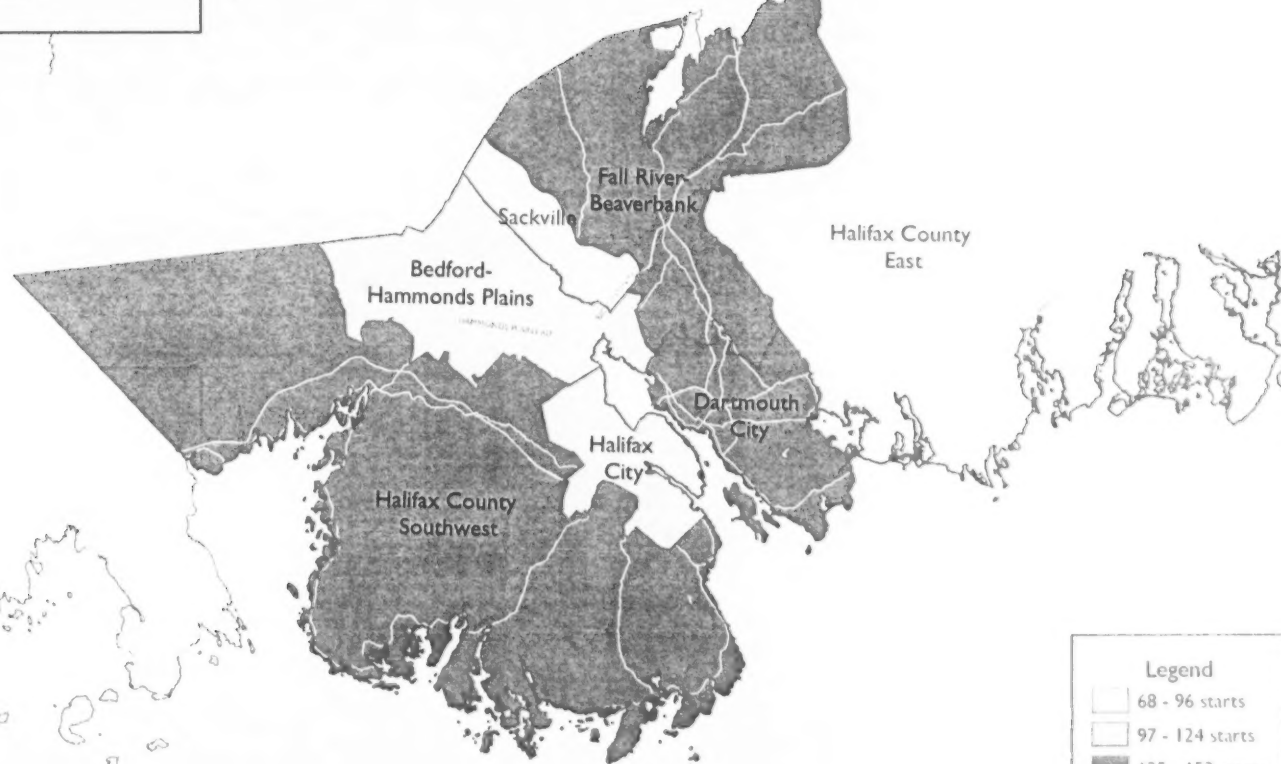 Fall River-
Beaverbank
Sackville
Halifax County
East
Bedford-
Hammonds Plains
Dartmouth
City
Halifax
City
Halifax County
Southwest
Legend
68 - 96 starts
97 - 124 starts